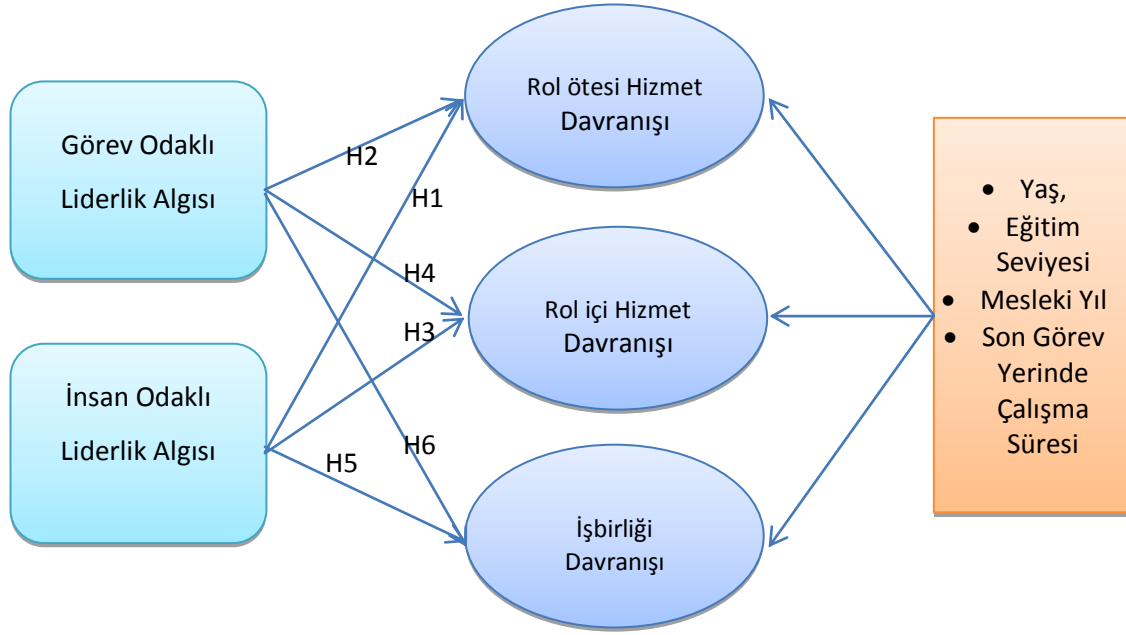 Görev Odaklı
Liderlik Algısı
İnsan Odaklı
Liderlik Algısı
H2
H1
H4
H3
H6
H5
Rol ötesi Hizmet
Davranışı
Rol içi Hizmet
Davranışı
İşbirliği
Davranışı
• Yaş,
• Eğitim
Seviyesi
• Mesleki Yıl
• Son Görev
Yerinde
Çalışma
Süresi